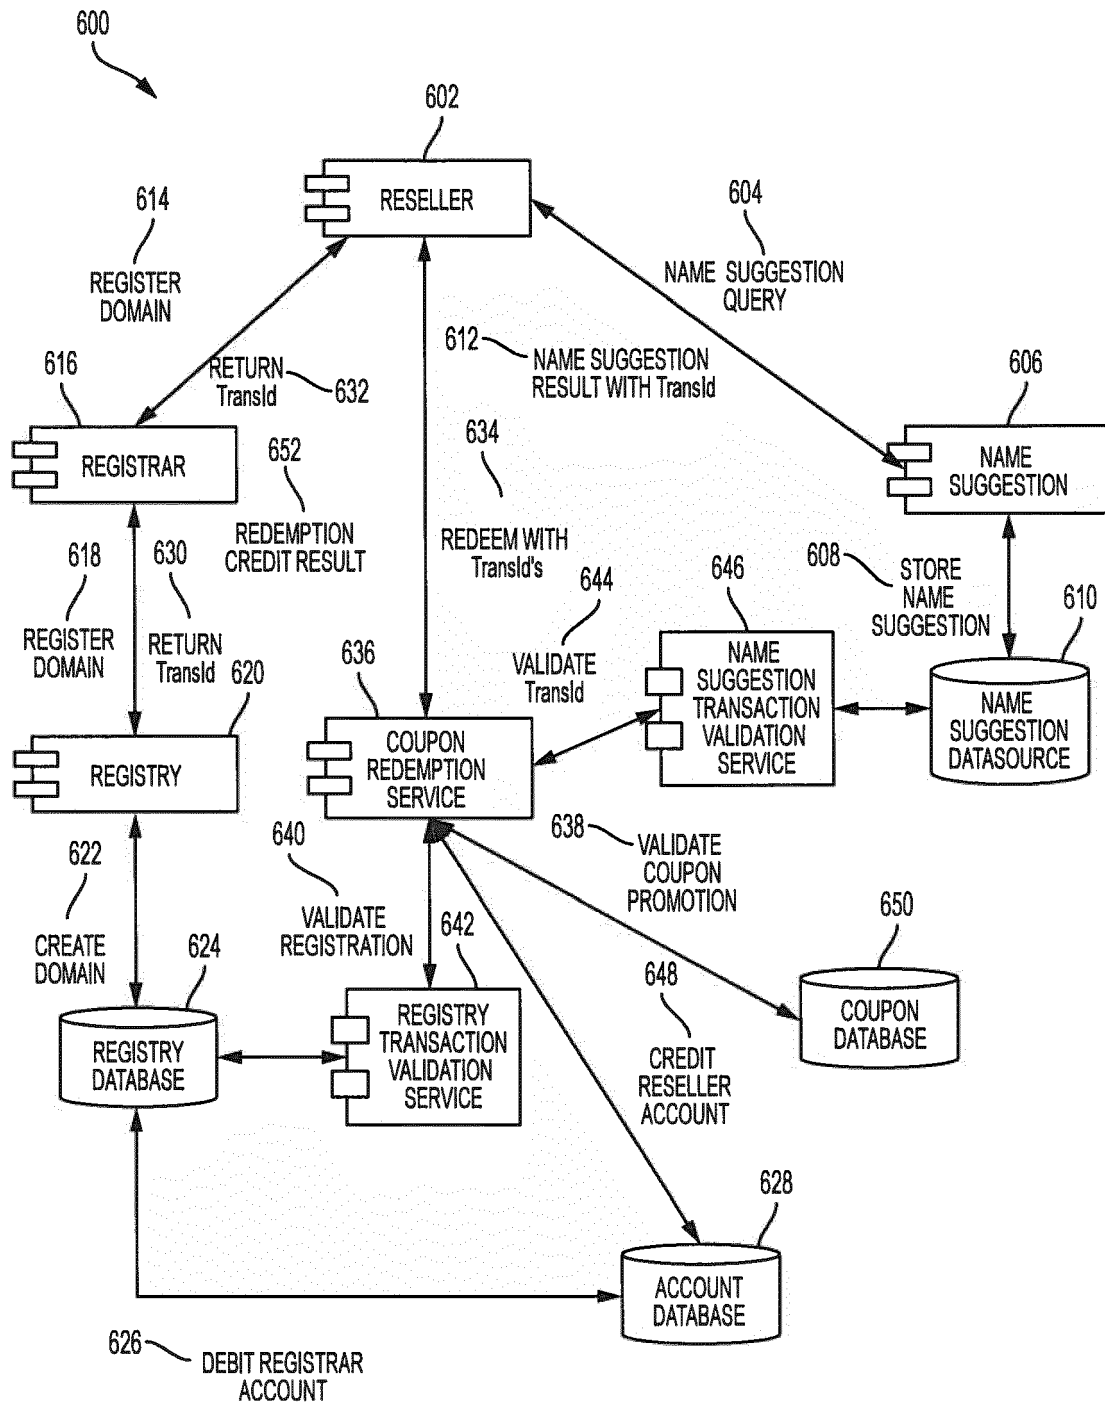 600
602
RESELLER
614
REGISTER
DOMAIN
604
NAME SUGGESTION
QUERY
612
NAME SUGGESTION
RESULT WITH TransId
616
RETURN
TransId
632
606
REGISTRAR
652
REDEMPTION
CREDIT RESULT
634
REDEEM WITH
TransId's
NAME
SUGGESTION
618
REGISTER
DOMAIN
630
RETURN
TransId
620
636
644
VALIDATE
TransId
646
608
STORE
NAME
SUGGESTION
610
REGISTRY
COUPON
REDEMPTION
SERVICE
NAME
SUGGESTION
TRANSACTION
VALIDATION
SERVICE
NAME
SUGGESTION
DATASOURCE
622
CREATE
DOMAIN
624
640
VALIDATE
REGISTRATION
642
638
VALIDATE
COUPON
PROMOTION
650
REGISTRY
DATABASE
REGISTRY
TRANSACTION
VALIDATION
SERVICE
648
CREDIT
RESELLER
ACCOUNT
COUPON
DATABASE
628
ACCOUNT
DATABASE
626
DEBIT REGISTRAR
ACCOUNT